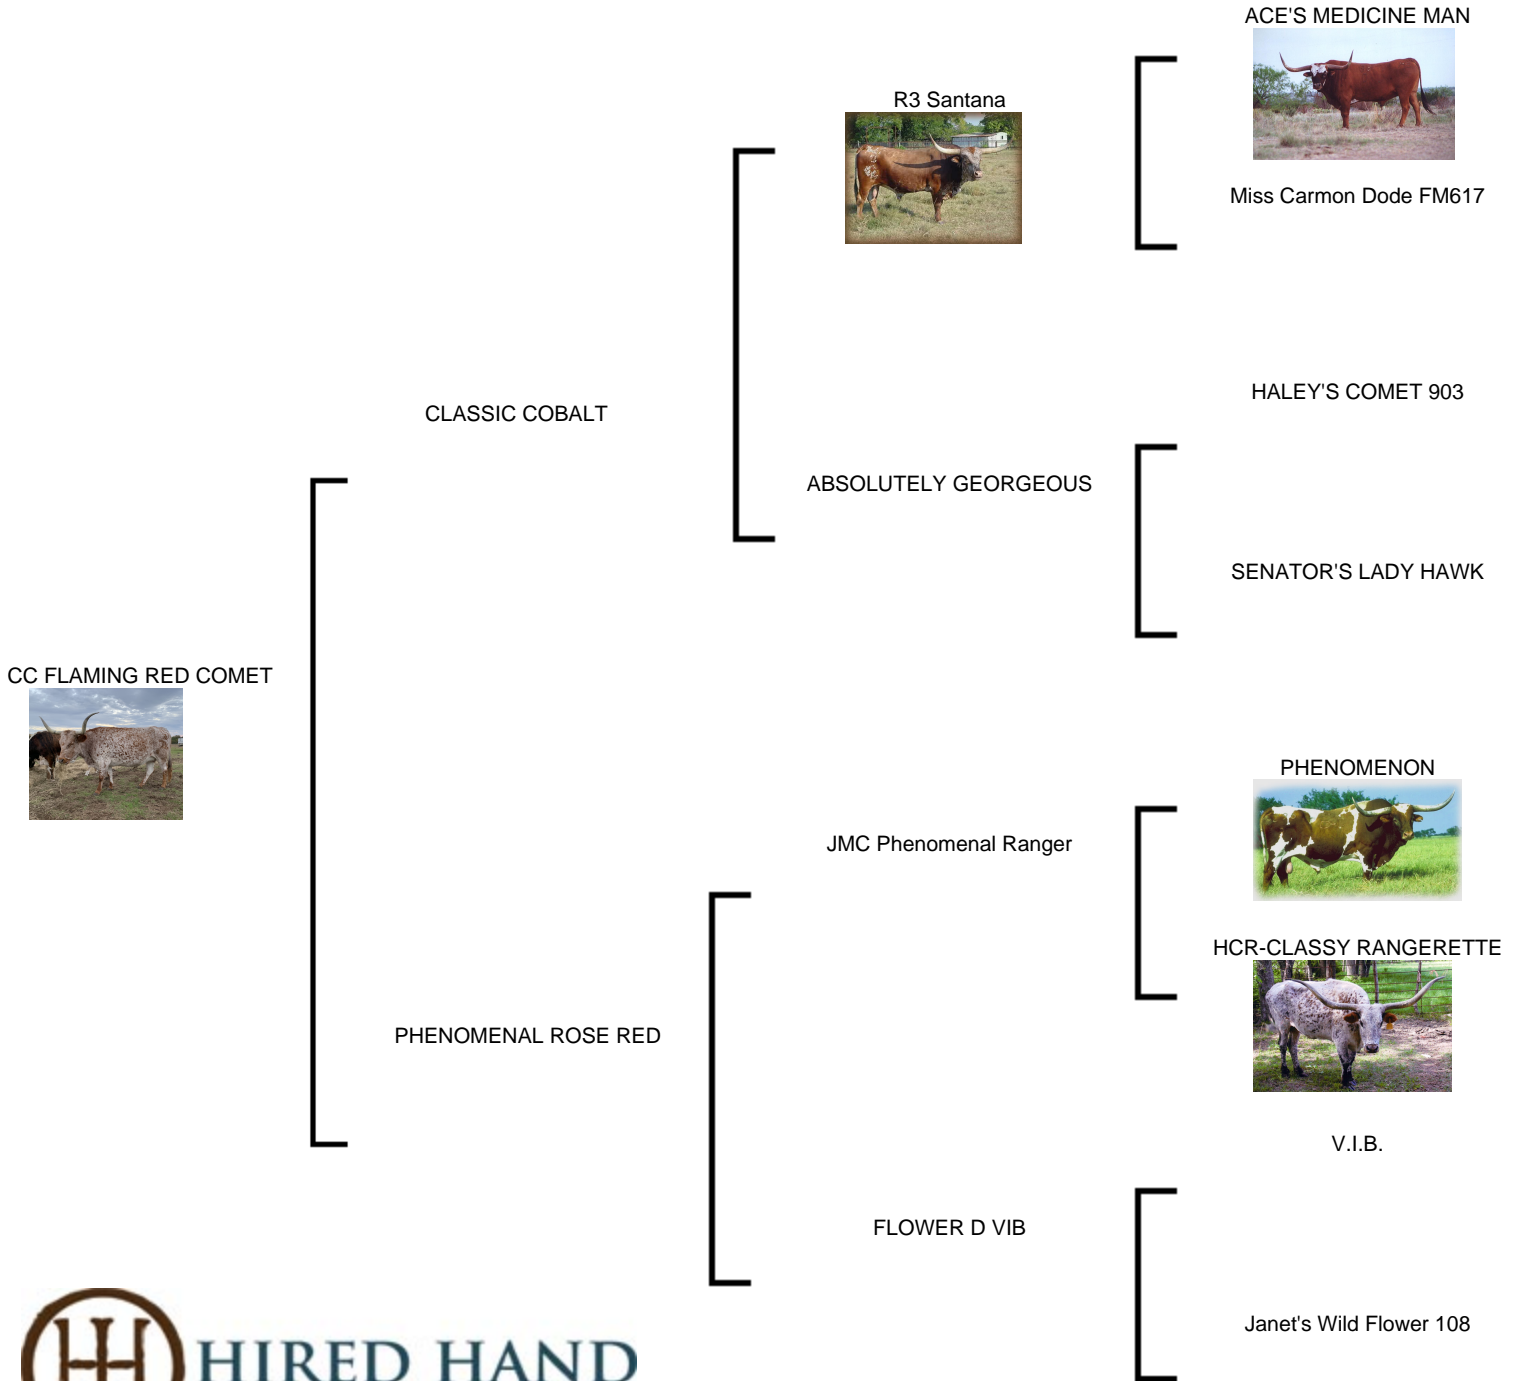 ACE'S MEDICINE MAN
R3 Santana
Miss Carmon Dode FM617
HALEY'S COMET 903
CLASSIC COBALT
ABSOLUTELY GEORGEOUS
SENATOR'S LADY HAWK
CC FLAMING RED COMET
PHENOMENON
JMC Phenomenal Ranger
HCR-CLASSY RANGERETTE
PHENOMENAL ROSE RED
V.I.B.
FLOWER D VIB
Janet's Wild Flower 108
HIRED HAND